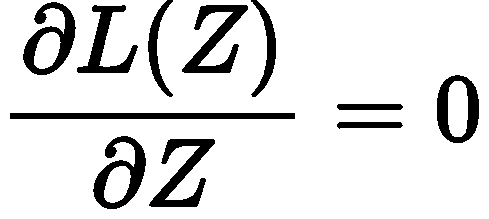 ∂L(Z)/∂Z = 0